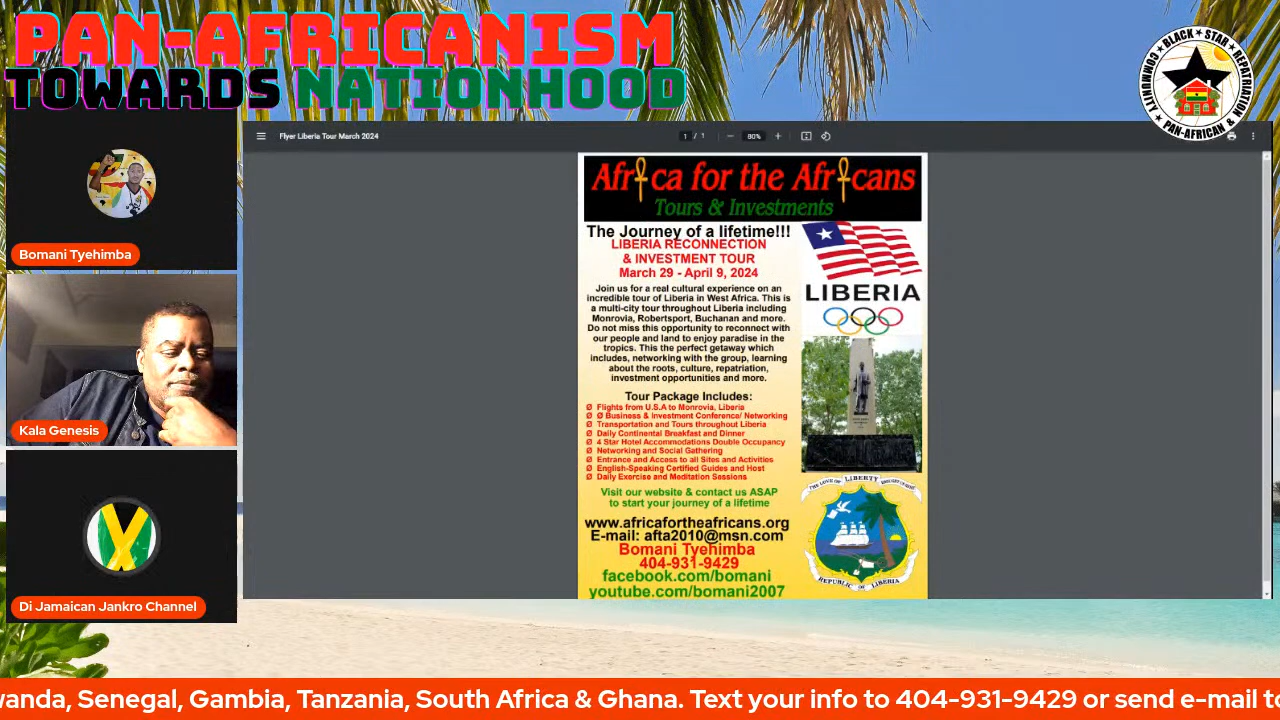 PAN-AFRICANISM
TOWARDS NATIONHOOD
BLACK ★ STAR
COMMUNITY
REPATRIATION
PAN-AFRICAN & NATION
Bomani Tyehimba
Kala Genesis
Di Jamaican Jankro Channel
Flyer Liberia Tour March 2024
1 / 1
80%
Africa for the Africans
Tours & Investments
The Journey of a lifetime!!!
LIBERIA RECONNECTION
& INVESTMENT TOUR
March 29 - April 9, 2024
Join us for a real cultural experience on an
incredible tour of Liberia in West Africa. This is
a multi-city tour throughout Liberia including
Monrovia, Robertsport, Buchanan and more.
Do not miss this opportunity to reconnect with
our people and land to enjoy paradise in the
tropics. This the perfect getaway which
includes, networking with the group, learning
about the roots, culture, repatriation,
investment opportunities and more.
Tour Package Includes:
Ø Flights from U.S.A to Monrovia, Liberia
Ø Ø Business & Investment Conference/ Networking
Ø Transportation and Tours throughout Liberia
Ø Daily Continental Breakfast and Dinner
Ø 4 Star Hotel Accommodations Double Occupancy
Ø Networking and Social Gathering
Ø Entrance and Access to all Sites and Activities
Ø English-Speaking Certified Guides and Host
Ø Daily Exercise and Meditation Sessions
Visit our website & contact us ASAP
to start your journey of a lifetime
www.africafortheafricans.org
E-mail: afta2010@msn.com
Bomani Tyehimba
404-931-9429
facebook.com/bomani
youtube.com/bomani2007
LIBERIA
THE LOVE OF LIBERTY BROUGHT US HERE
REPUBLIC OF LIBERIA
wanda, Senegal, Gambia, Tanzania, South Africa & Ghana. Text your info to 404-931-9429 or send e-mail to